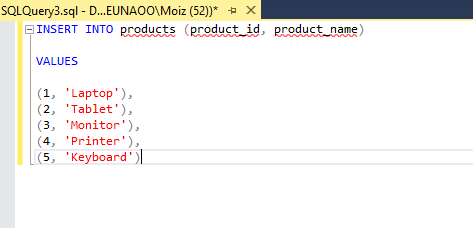 SQLQuery3.sql - D...EUNAOO\Moiz (52))*
INSERT INTO products (product_id, product_name)
VALUES
(1, 'Laptop'),
(2, 'Tablet'),
(3, 'Monitor'),
(4, 'Printer'),
(5, 'Keyboard')